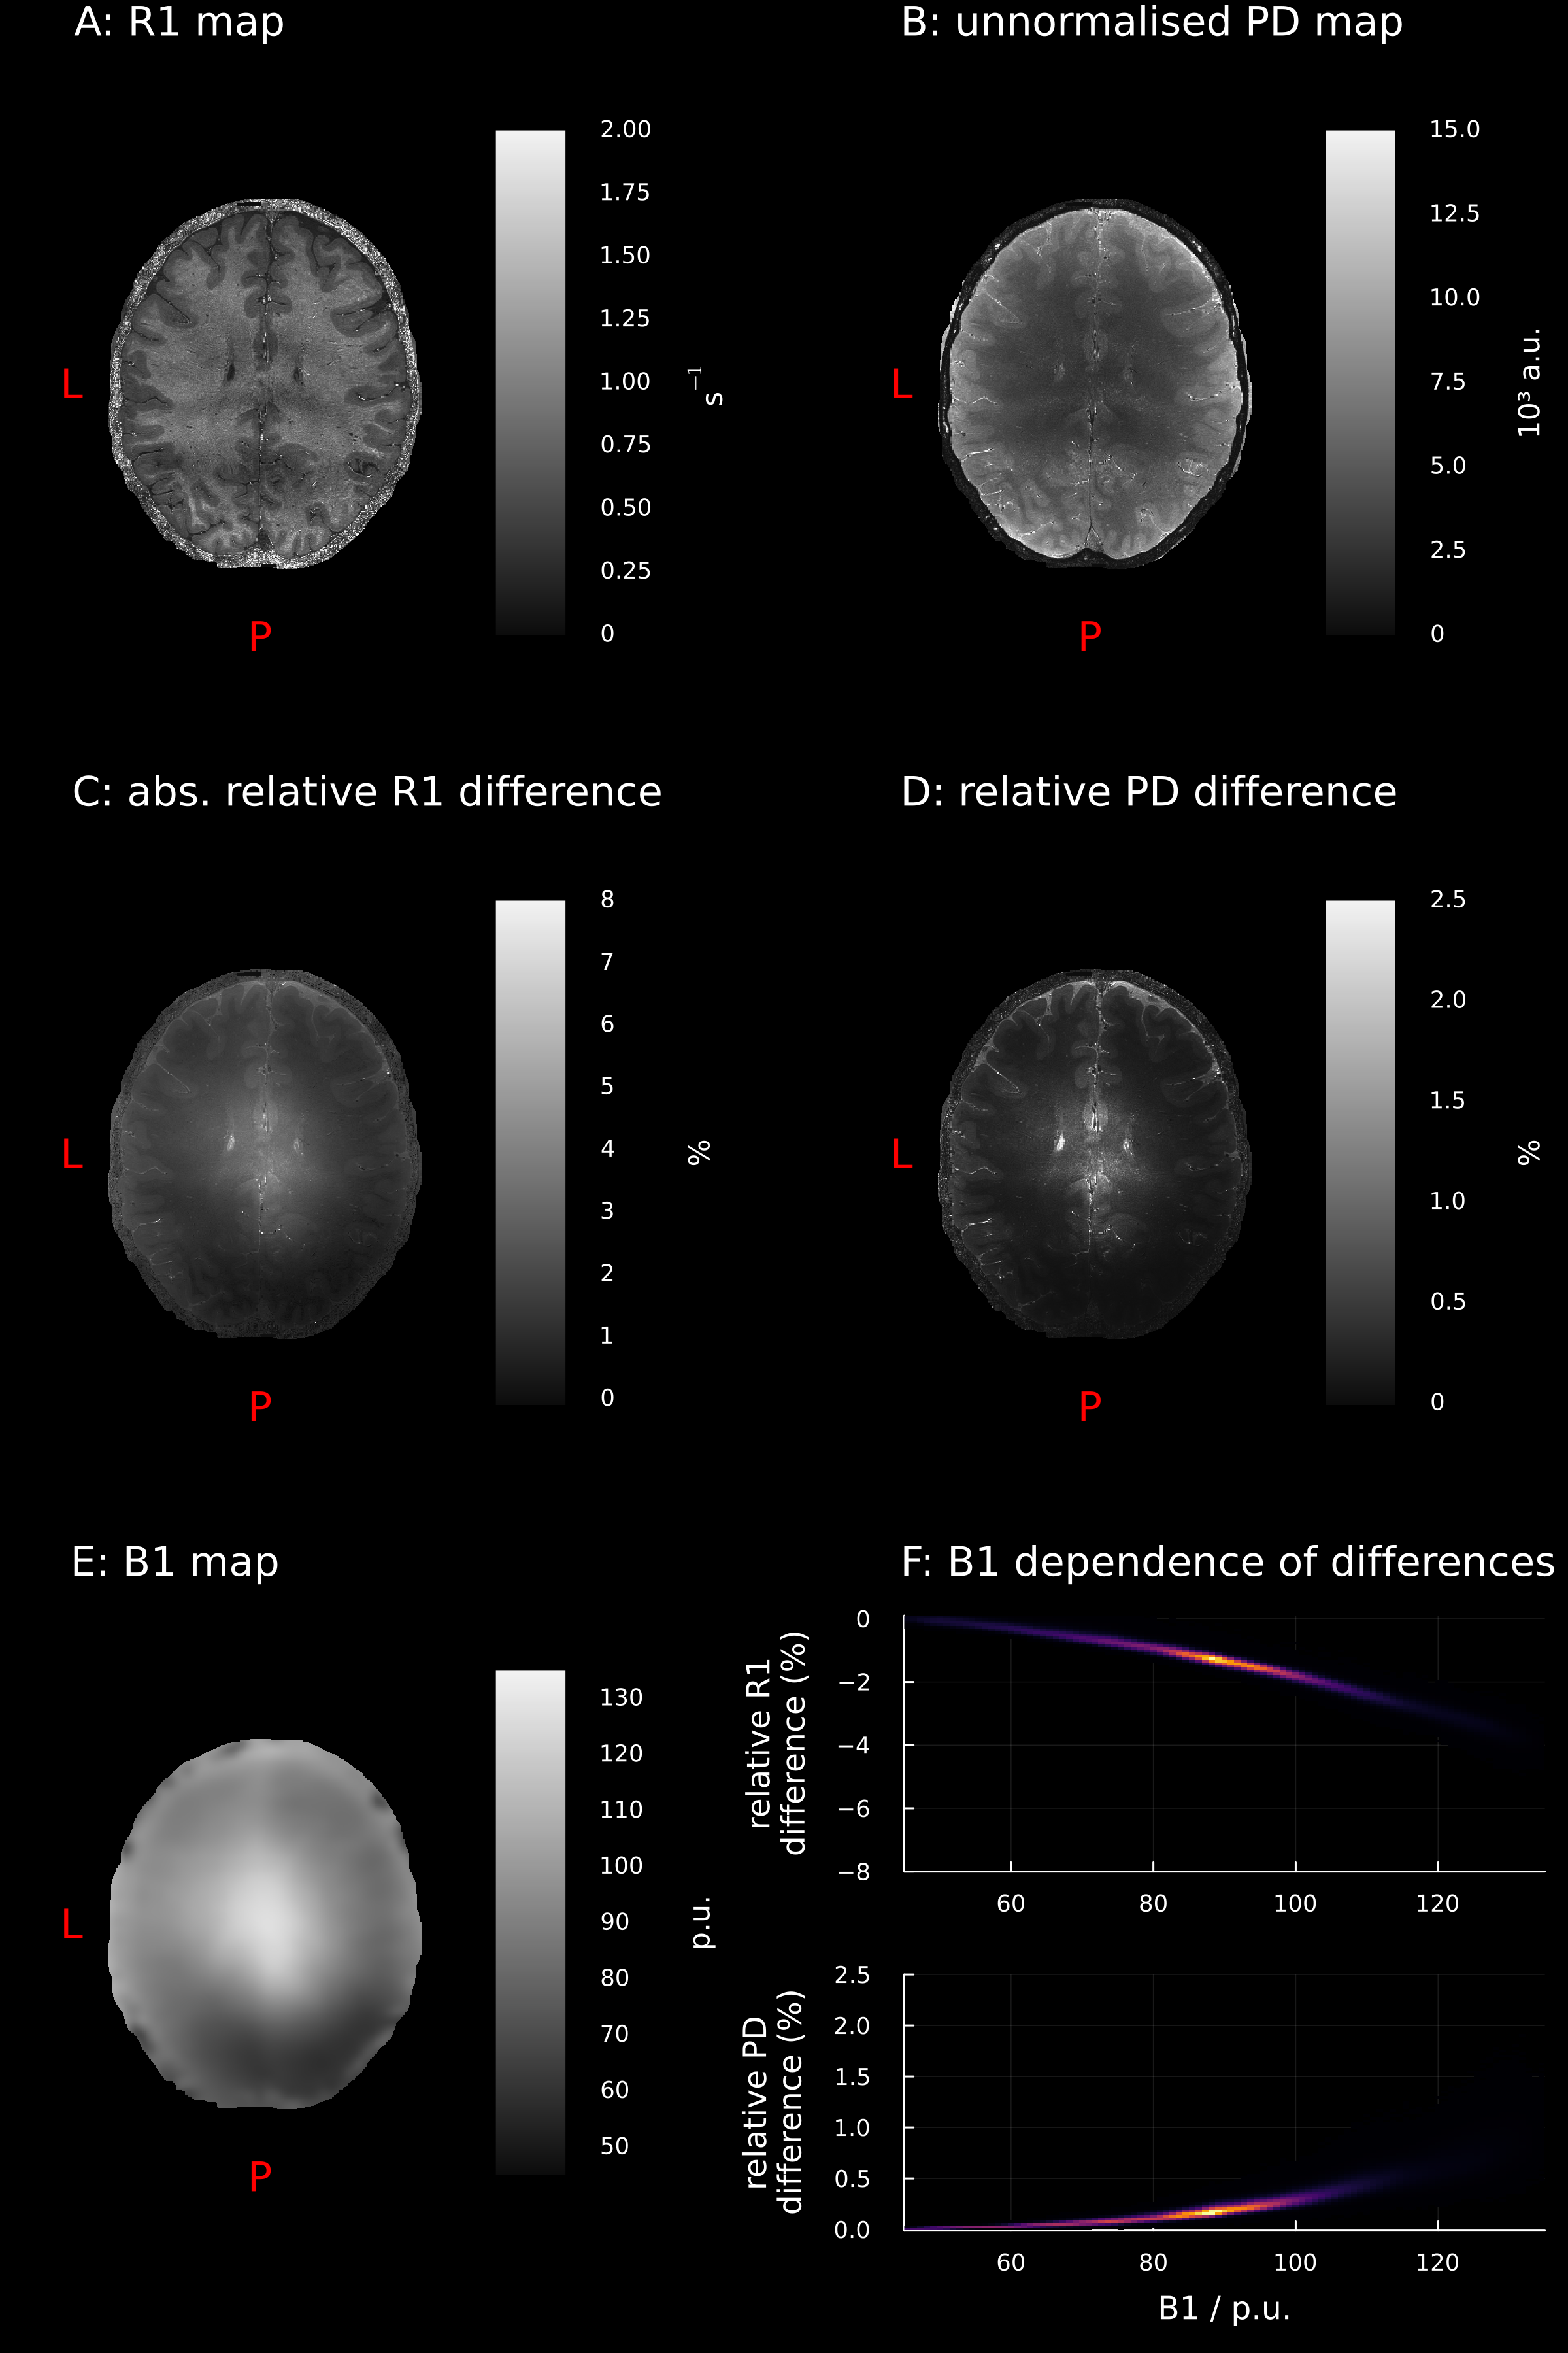 A: R1 map
2.00
1.75
1.50
1.25
1.00
0.75
0.50
0.25
0
s⁻¹
L
P
B: unnormalised PD map
15.0
12.5
10.0
7.5
5.0
2.5
0
10³ a.u.
L
P
C: abs. relative R1 difference
8
7
6
5
4
3
2
1
0
%
L
P
D: relative PD difference
2.5
2.0
1.5
1.0
0.5
0
%
L
P
E: B1 map
130
120
110
100
90
80
70
60
50
p.u.
L
P
F: B1 dependence of differences
relative R1
difference (%)
0
−2
−4
−6
−8
60 80 100 120
relative PD
difference (%)
2.5
2.0
1.5
1.0
0.5
0.0
60 80 100 120
B1 / p.u.